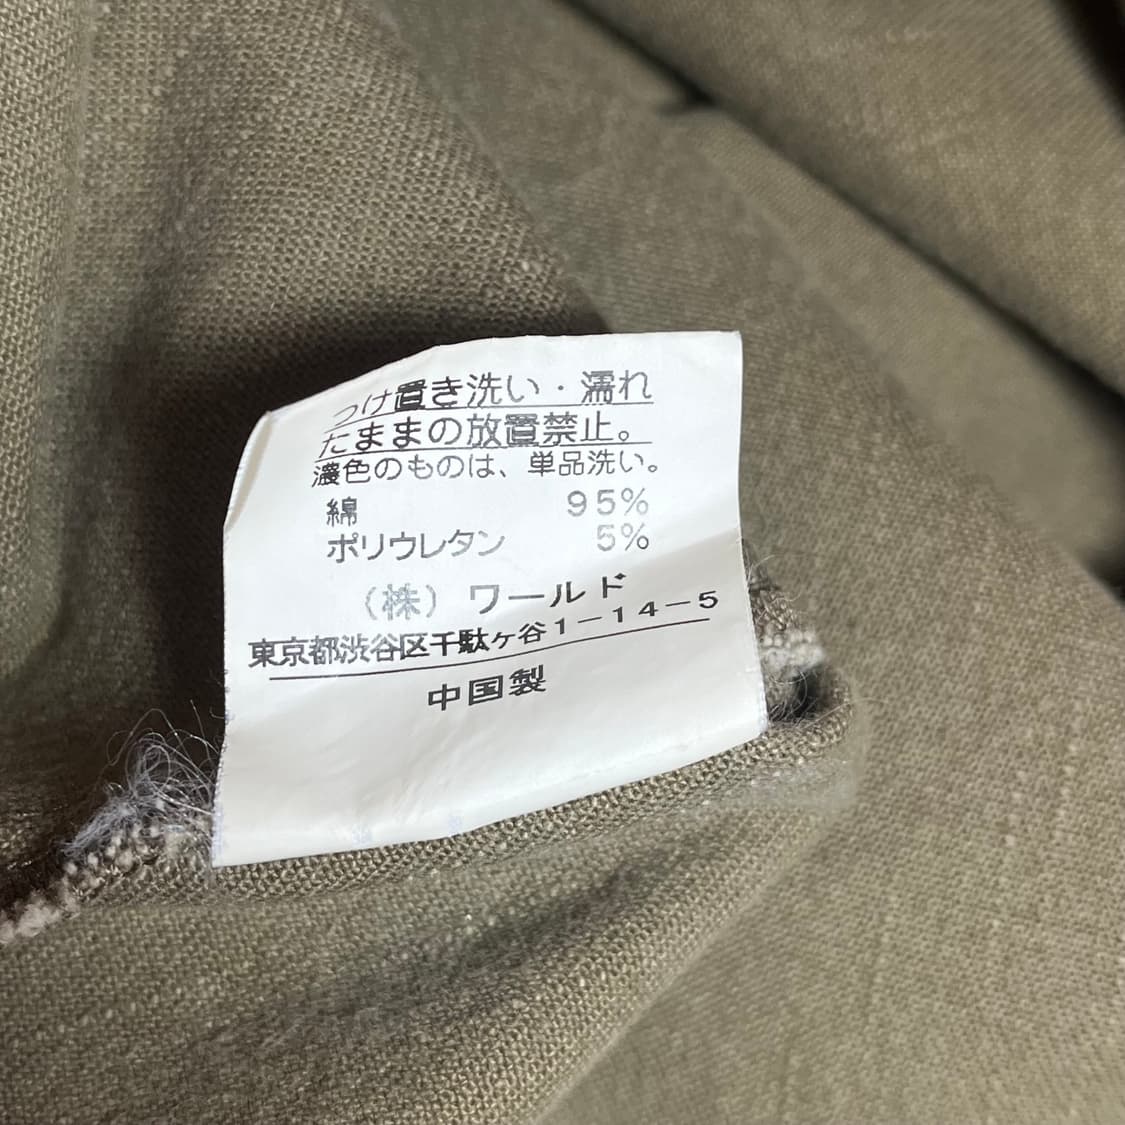 つけ置き洗い・濡れ
たままの放置禁止。
濃色のものは、単品洗い。
綿 95%
ポリウレタン 5%
(株)ワールド
東京都渋谷区千駄ヶ谷1-14-5
中国製